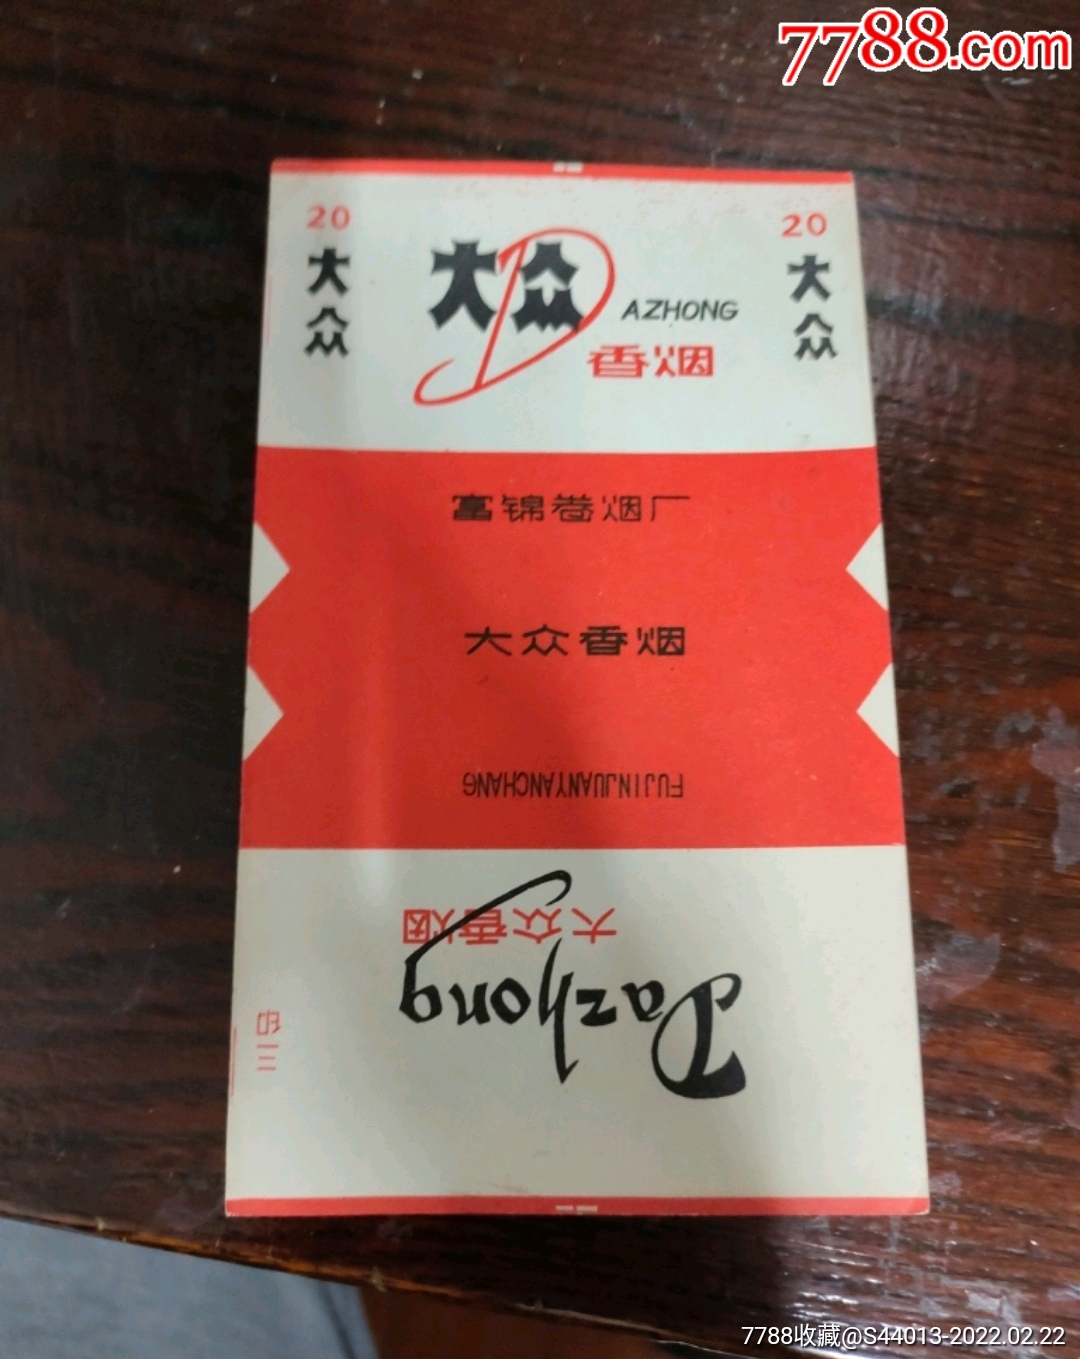 7788.com
20
大众
大众
D AZHONG
香烟
20
大众
富锦卷烟厂
大众香烟
FUJINJUANYANCHANG
大众香烟
Dazhong
印三
7788收藏@S44013-2022.02.22